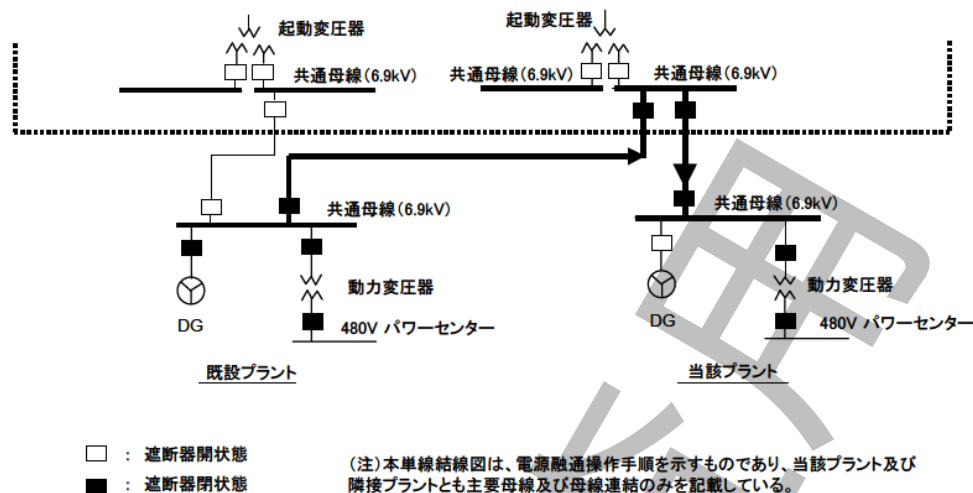 起動変圧器
起動変圧器
共通母線(6.9kV)
共通母線(6.9kV)
共通母線(6.9kV)
共通母線(6.9kV)
共通母線(6.9kV)
動力変圧器
動力変圧器
DG
480V パワーセンター
DG
480V パワーセンター
既設プラント
当該プラント
： 遮断器開状態
： 遮断器閉状態
(注)本単線結線図は、電源融通操作手順を示すものであり、当該プラント及び
隣接プラントとも主要母線及び母線連結のみを記載している。